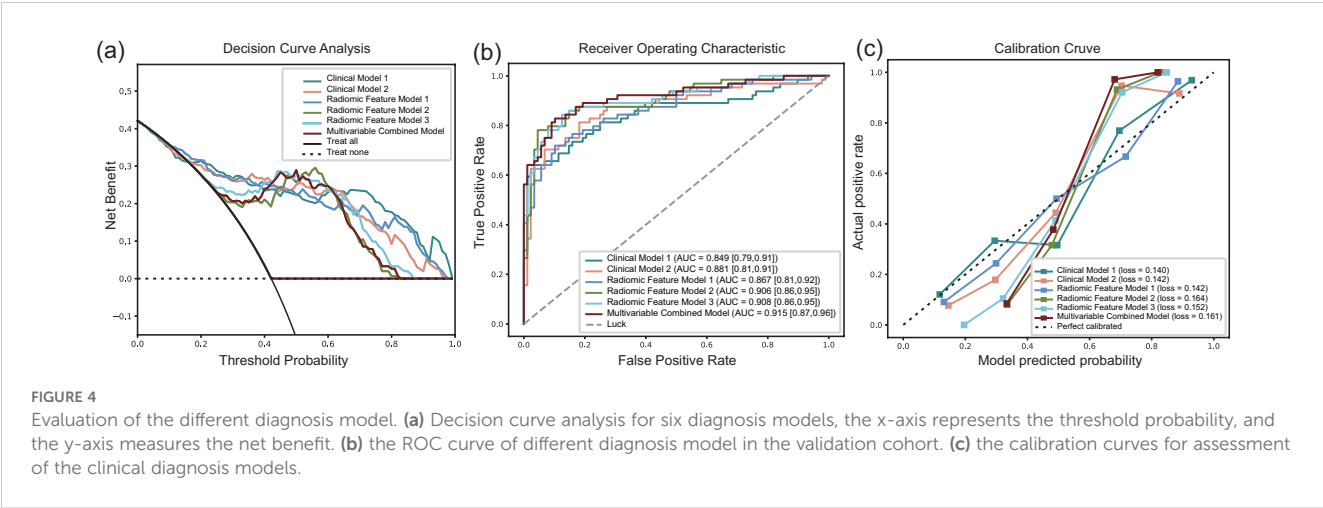 (a)
Decision Curve Analysis
Net Benefit
0.5
0.4
0.3
0.2
0.1
0.0
−0.1
0.0
0.2
0.4
0.6
0.8
1.0
Threshold Probability
Clinical Model 1
Clinical Model 2
Radiomic Feature Model 1
Radiomic Feature Model 2
Radiomic Feature Model 3
Multivariable Combined Model
Treat all
Treat none
(b)
Receiver Operating Characteristic
True Positive Rate
1.0
0.8
0.6
0.4
0.2
0.0
0.0
0.2
0.4
0.6
0.8
1.0
False Positive Rate
Clinical Model 1 (AUC = 0.849 [0.79,0.91])
Clinical Model 2 (AUC = 0.881 [0.81,0.91])
Radiomic Feature Model 1 (AUC = 0.867 [0.81,0.92])
Radiomic Feature Model 2 (AUC = 0.906 [0.86,0.95])
Radiomic Feature Model 3 (AUC = 0.908 [0.86,0.95])
Multivariable Combined Model (AUC = 0.915 [0.87,0.96])
Luck
(c)
Calibration Cruve
Actual positive rate
1.0
0.8
0.6
0.4
0.2
0.0
0.0
0.2
0.4
0.6
0.8
1.0
Model predicted probability
Clinical Model 1 (loss = 0.140)
Clinical Model 2 (loss = 0.142)
Radiomic Feature Model 1 (loss = 0.142)
Radiomic Feature Model 2 (loss = 0.164)
Radiomic Feature Model 3 (loss = 0.152)
Multivariable Combined Model (loss = 0.161)
Perfect calibrated
FIGURE 4
Evaluation of the different diagnosis model. (a) Decision curve analysis for six diagnosis models, the x-axis represents the threshold probability, and
the y-axis measures the net benefit. (b) the ROC curve of different diagnosis model in the validation cohort. (c) the calibration curves for assessment
of the clinical diagnosis models.